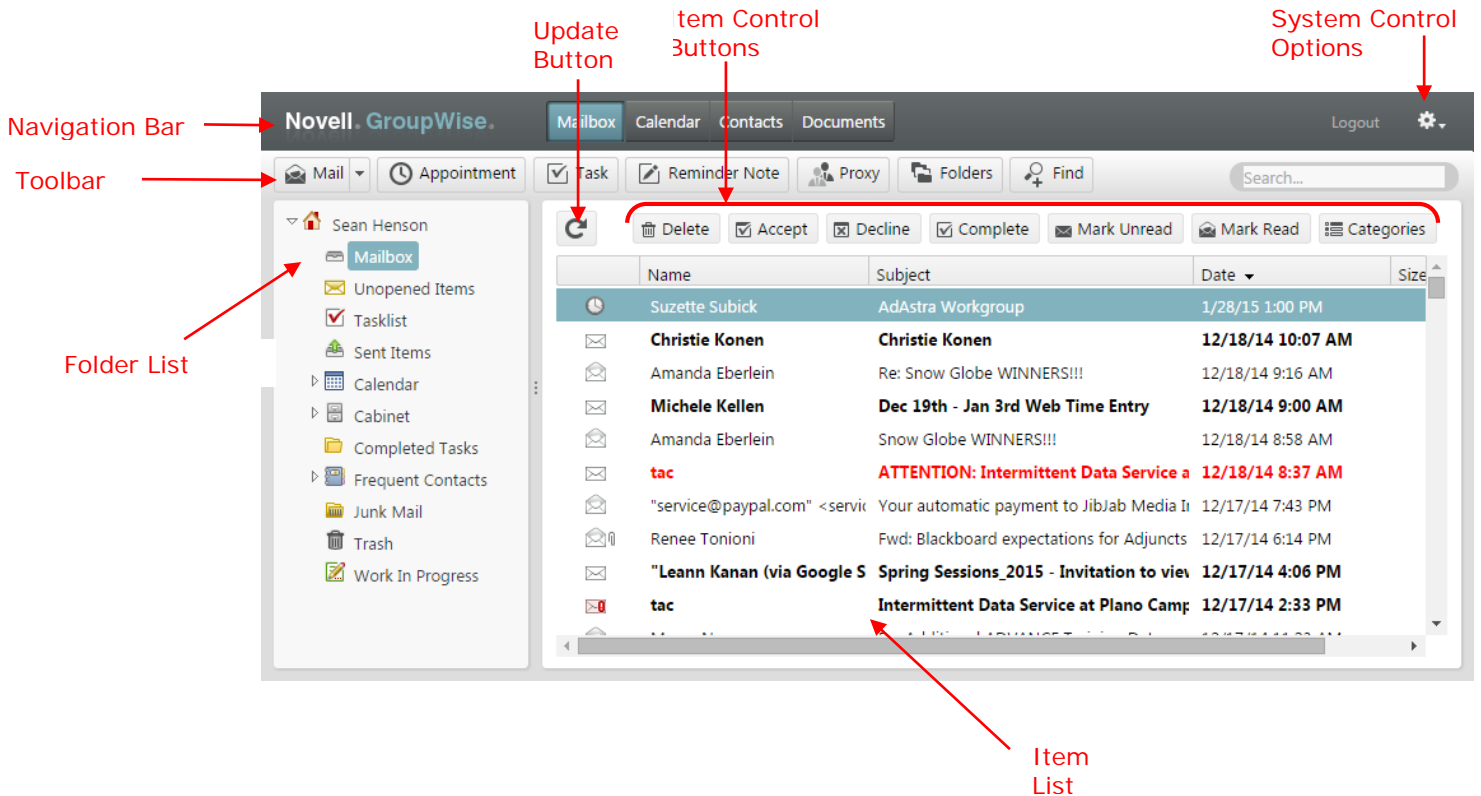 Update
Button
tem Control
Buttons
System Control
Options
Navigation Bar
Novell. GroupWise.
Mailbox Calendar Contacts Documents
Logout
Toolbar
Mail Appointment Task Reminder Note Proxy Folders Find
Search...
Sean Henson
Mailbox
Unopened Items
Tasklist
Sent Items
Calendar
Cabinet
Completed Tasks
Frequent Contacts
Junk Mail
Trash
Work In Progress
Folder List
Delete Accept Decline Complete Mark Unread Mark Read Categories
Name Subject Date Size
Suzette Subick AdAstra Workgroup 1/28/15 1:00 PM
Christie Konen Christie Konen 12/18/14 10:07 AM
Amanda Eberlein Re: Snow Globe WINNERS!!! 12/18/14 9:16 AM
Michele Kellen Dec 19th - Jan 3rd Web Time Entry 12/18/14 9:00 AM
Amanda Eberlein Snow Globe WINNERS!!! 12/18/14 8:58 AM
tac ATTENTION: Intermittent Data Service a 12/18/14 8:37 AM
"service@paypal.com" <servic Your automatic payment to JibJab Media I 12/17/14 7:43 PM
Renee Tonioni Fwd: Blackboard expectations for Adjuncts 12/17/14 6:14 PM
"Leann Kanan (via Google S Spring Sessions_2015 - Invitation to view 12/17/14 4:06 PM
tac Intermittent Data Service at Plano Camp 12/17/14 2:33 PM
Item
List